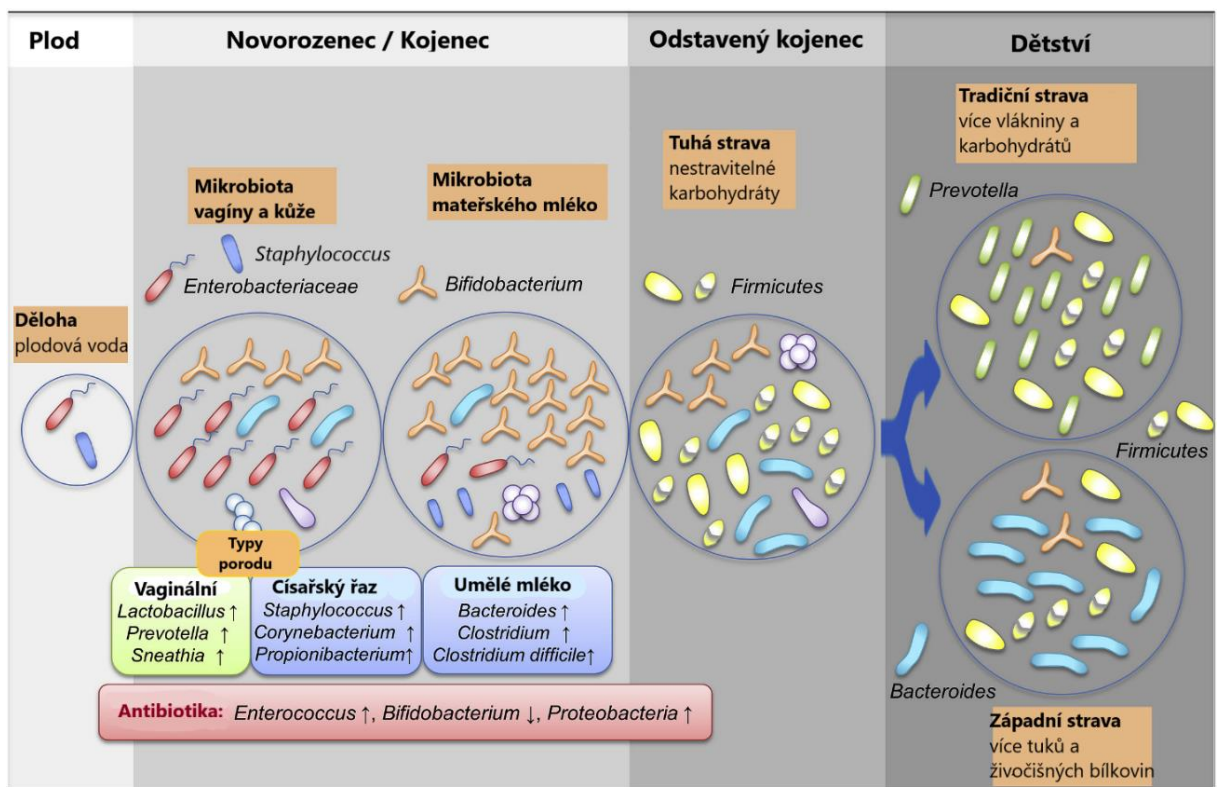 Plod
Novorozenec / Kojenec
Odstavený kojenec
Dětství
Děloha
plodová voda
Mikrobiota
vagíny a kůže
Staphylococcus
Enterobacteriaceae
Mikrobiota
mateřského mléko
Bifidobacterium
Tuhá strava
nestravitelné
karbohydráty
Firmicutes
Tradiční strava
více vlákniny a
karbohydrátů
Prevotella
Firmicutes
Bacteroides
Západní strava
více tuků a
živočišných bílkovin
Typy
porodu
Vaginální
Lactobacillus ↑
Prevotella ↑
Sneathia ↑
Císařský řaz
Staphylococcus ↑
Corynebacterium ↑
Propionibacterium↑
Umělé mléko
Bacteroides ↑
Clostridium ↑
Clostridium difficile↑
Antibiotika: Enterococcus ↑, Bifidobacterium ↓, Proteobacteria ↑